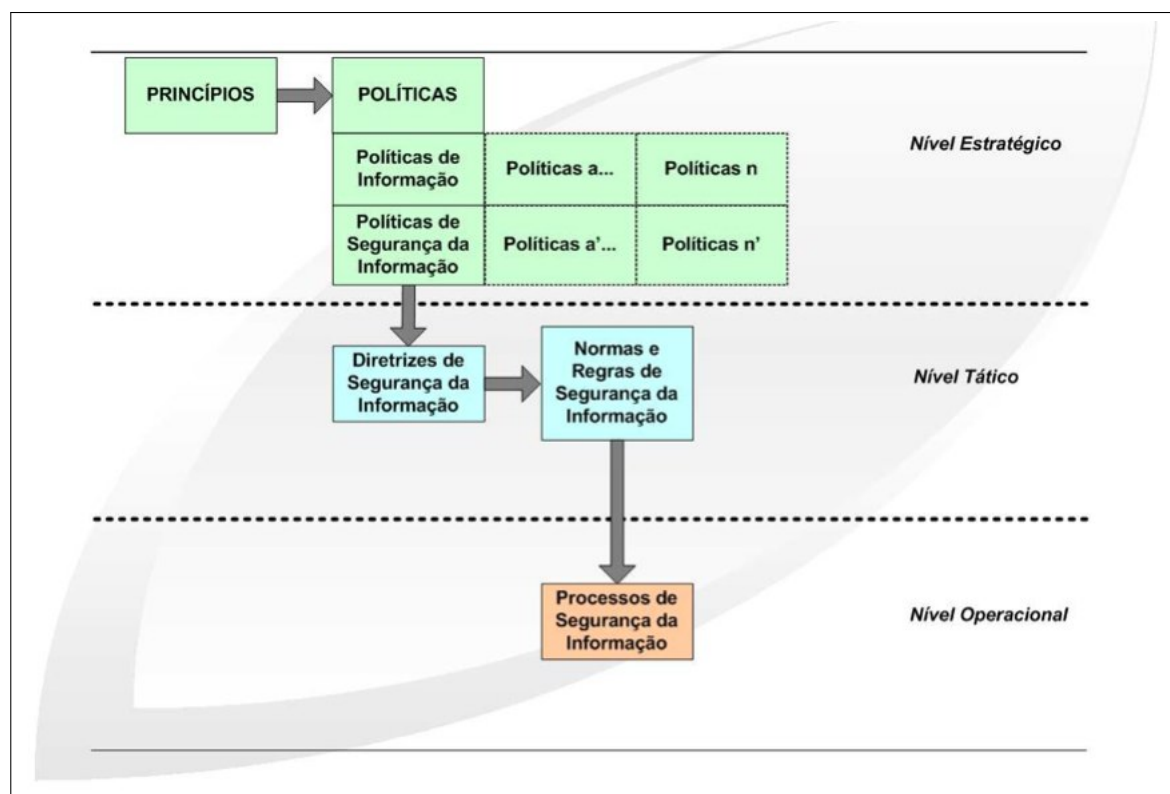 PRINCÍPIOS
POLÍTICAS
Políticas de
Informação
Políticas a...
Políticas n
Políticas de
Segurança da
Informação
Políticas a'...
Políticas n'
Nível Estratégico
Diretrizes de
Segurança da
Informação
Normas e
Regras de
Segurança da
Informação
Nível Tático
Processos de
Segurança da
Informação
Nível Operacional